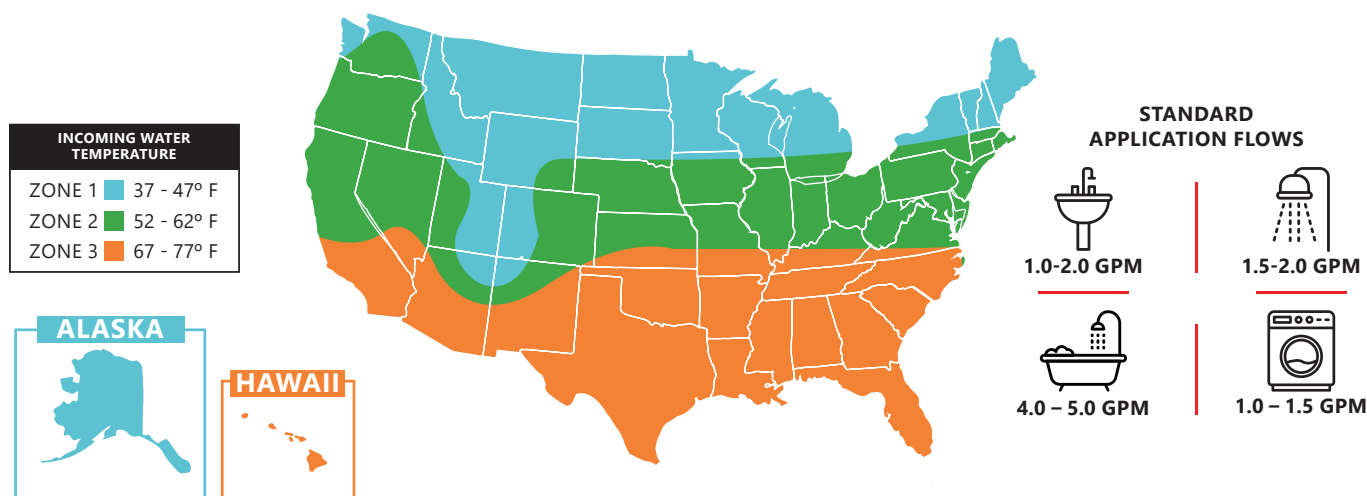 INCOMING WATER
TEMPERATURE
ZONE 1 37 - 47º F
ZONE 2 52 - 62º F
ZONE 3 67 - 77º F
ALASKA
HAWAII
STANDARD
APPLICATION FLOWS
1.0-2.0 GPM
1.5-2.0 GPM
4.0 – 5.0 GPM
1.0 – 1.5 GPM